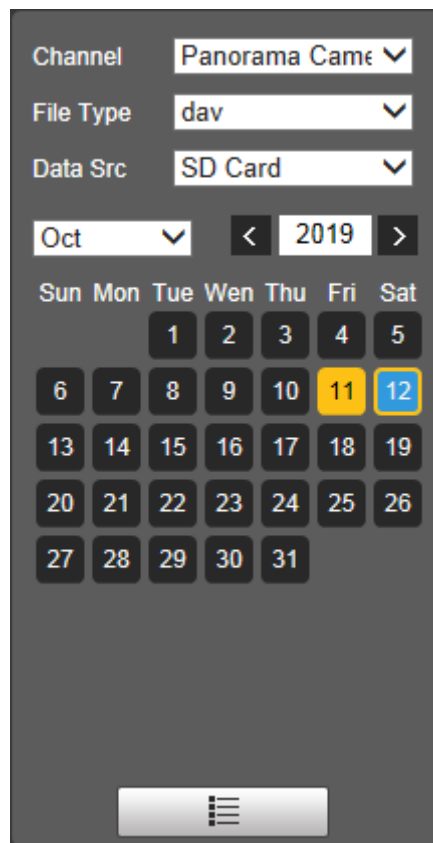 Channel Panorama Came
File Type dav
Data Src SD Card
Oct < 2019 >
Sun Mon Tue Wen Thu Fri Sat
1 2 3 4 5
6 7 8 9 10 11 12
13 14 15 16 17 18 19
20 21 22 23 24 25 26
27 28 29 30 31